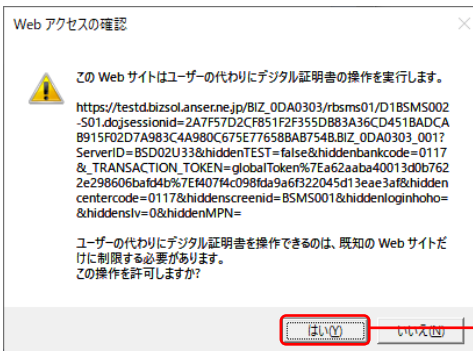 Web アクセスの確認
この Web サイトはユーザーの代わりにデジタル証明書の操作を実行します。
https://testd.bizsol.anser.ne.jp/BIZ_0DA0303/rbsms01/D1BSMS002
-S01.do;jsessionid=2A7F57D2CF851F2F355DB83A36CD451BADCA
B915F02D7A983C4A980C675E77658BAB754B.BIZ_0DA0303_001?
ServerID=BSD02U33&hiddenTEST=false&hiddenbankcode=0117
&_TRANSACTION_TOKEN=globalToken%7Ea62aaba40013d0b762
2e298606bafd4b%7Ef407f4c098fda9a6f322045d13eae3af&hidden
centercode=0117&hiddenscreenid=BSMS001&hiddenloginhoho=
&hiddenslv=0&hiddenMPN=
ユーザーの代わりにデジタル証明書を操作できるのは、既知の Web サイトだ
けに制限する必要があります。
この操作を許可しますか?
はい(Y) いいえ(N)